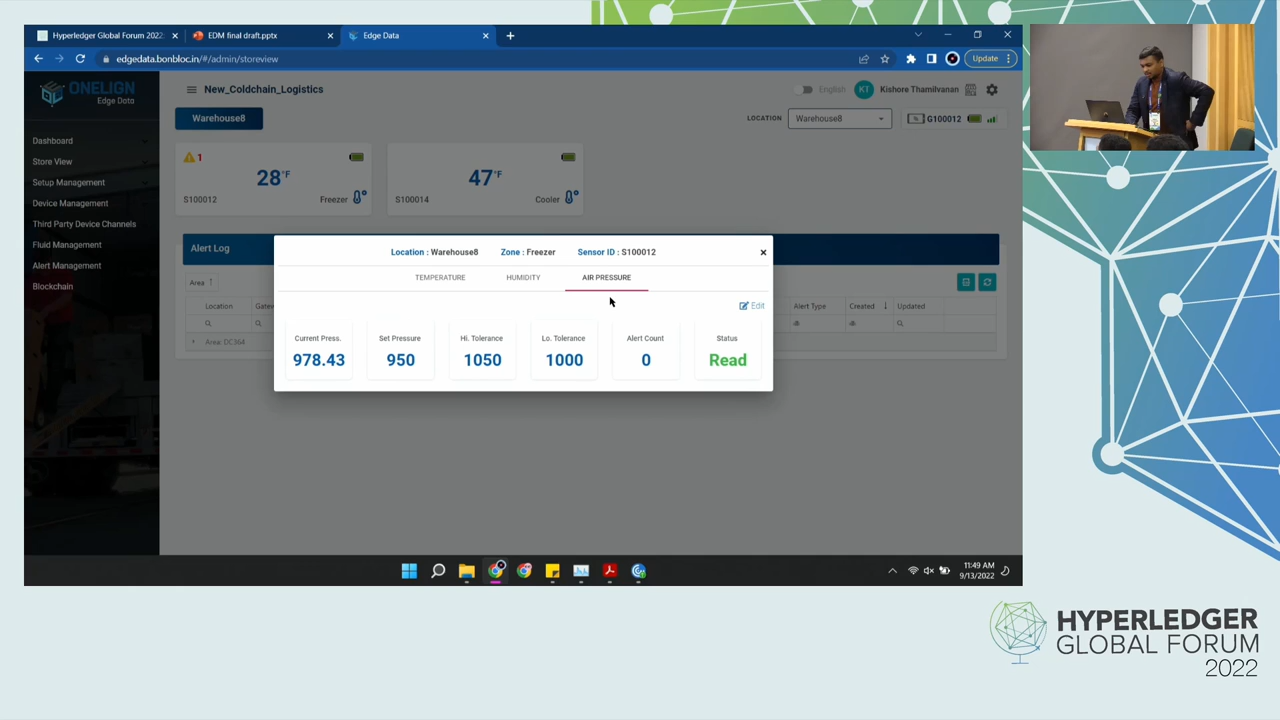 Hyperledger Global Forum 2022:
EDM final draft.pptx
Edge Data
edgedata.bonbloc.in/#/admin/storeview
Update
ONELIGN
Edge Data
New_Coldchain_Logistics
English
KT
Kishore Thamilvanan
Warehouse8
LOCATION
Warehouse8
G100012
Dashboard
Store View
Setup Management
Device Management
Third Party Device Channels
Fluid Management
Alert Management
Blockchain
1
28°F
S100012
Freezer
47°F
S100014
Cooler
Alert Log
Location : Warehouse8 Zone : Freezer Sensor ID : S100012
TEMPERATURE HUMIDITY AIR PRESSURE
Edit
Current Press. Set Pressure Hi. Tolerance Lo. Tolerance Alert Count Status
978.43 950 1050 1000 0 Read
Area
Location Gatew Alert Type Created Updated
Area: DC364
11:49 AM
9/13/2022
HYPERLEDGER
GLOBAL FORUM
2022